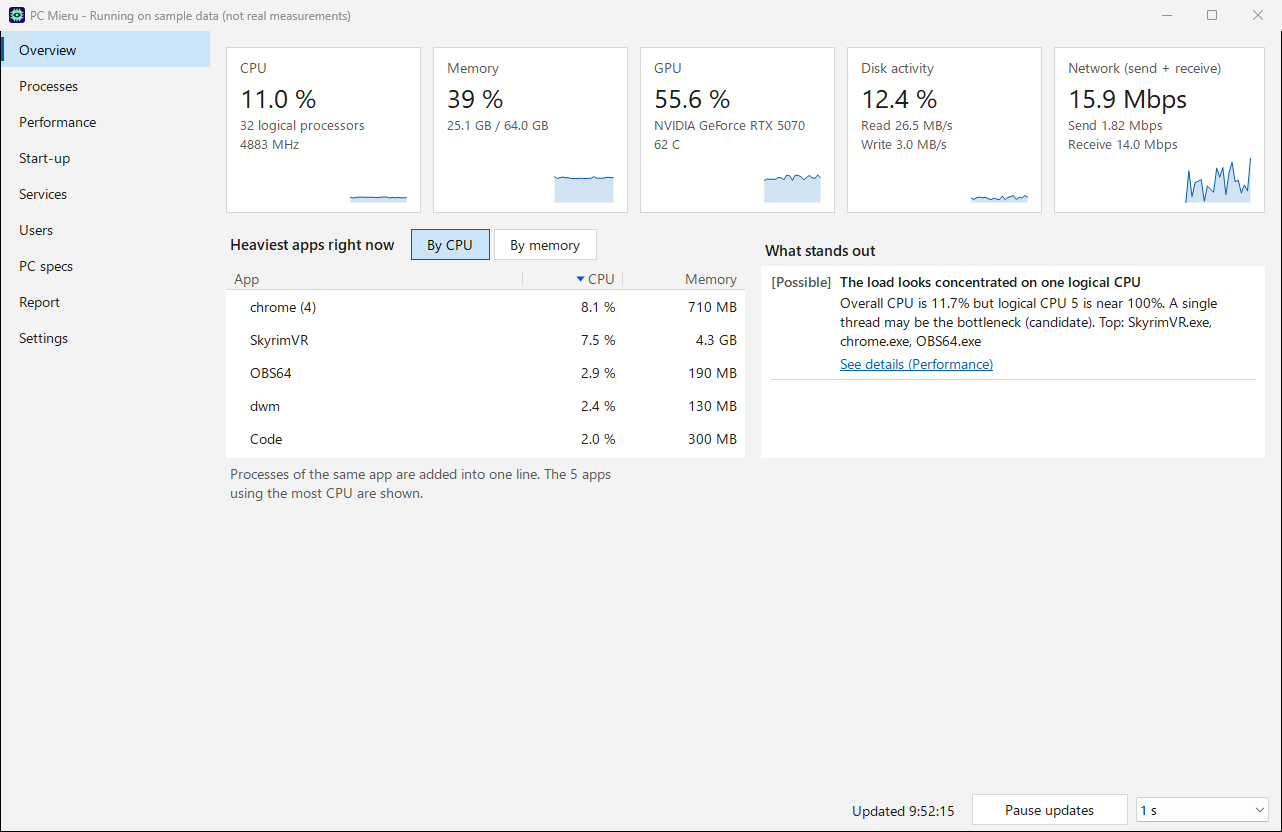 PC Mieru - Running on sample data (not real measurements)
Overview
Processes
Performance
Start-up
Services
Users
PC specs
Report
Settings
CPU
11.0 %
32 logical processors
4883 MHz
Memory
39 %
25.1 GB / 64.0 GB
GPU
55.6 %
NVIDIA GeForce RTX 5070
62 C
Disk activity
12.4 %
Read 26.5 MB/s
Write 3.0 MB/s
Network (send + receive)
15.9 Mbps
Send 1.82 Mbps
Receive 14.0 Mbps
Heaviest apps right now
By CPU
By memory
App CPU Memory
chrome (4) 8.1 % 710 MB
SkyrimVR 7.5 % 4.3 GB
OBS64 2.9 % 190 MB
dwm 2.4 % 130 MB
Code 2.0 % 300 MB
Processes of the same app are added into one line. The 5 apps
using the most CPU are shown.
What stands out
[Possible] The load looks concentrated on one logical CPU
Overall CPU is 11.7% but logical CPU 5 is near 100%. A single
thread may be the bottleneck (candidate). Top: SkyrimVR.exe,
chrome.exe, OBS64.exe
See details (Performance)
Updated 9:52:15
Pause updates
1 s